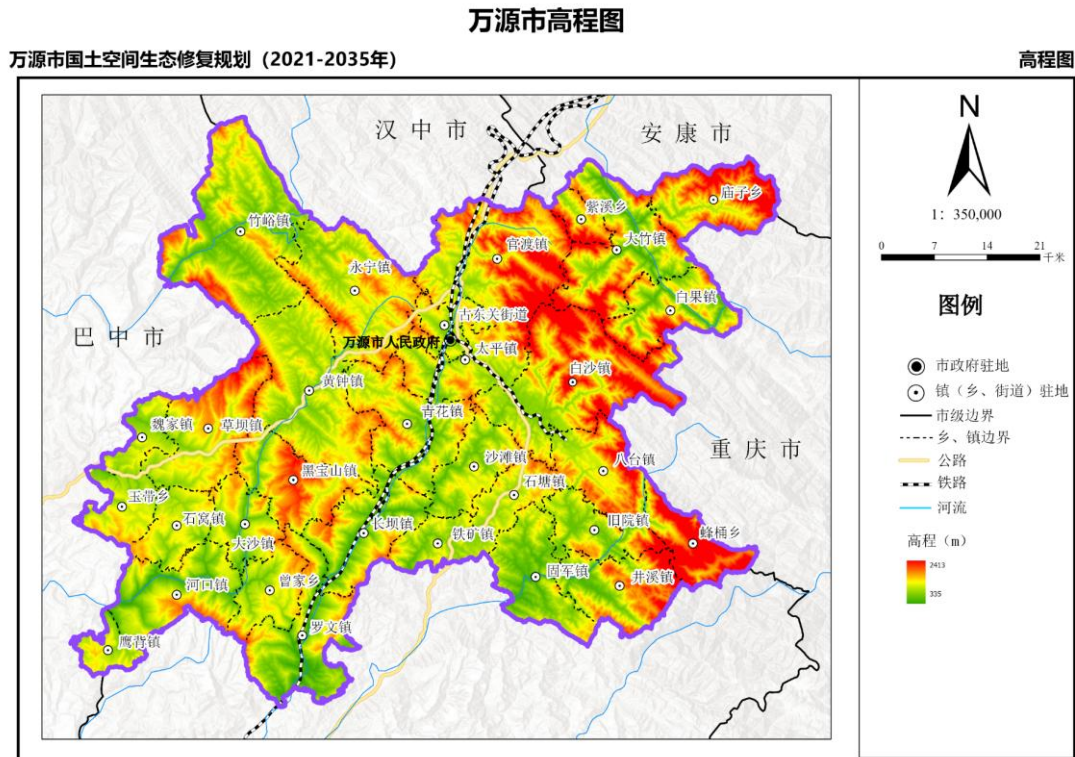 万源市高程图
万源市国土空间生态修复规划（2021-2035年）
高程图
汉中市
安康市
巴中市
重庆市
庙子乡
紫溪乡
竹峪镇
大竹镇
官渡镇
永宁镇
白果镇
古东关街道
万源市人民政府
太平镇
白沙镇
黄钟镇
青花镇
魏家镇
草坝镇
沙滩镇
八台镇
黑宝山镇
石塘镇
玉带乡
石窝镇
大沙镇
长坝镇
铁矿镇
旧院镇
蜂桶乡
固军镇
井溪镇
河口镇
曾家乡
罗文镇
鹰背镇
N
1：350,000
0 7 14 21
千米
图例
市政府驻地
镇（乡、街道）驻地
市级边界
乡、镇边界
公路
铁路
河流
高程（m）
2413
335